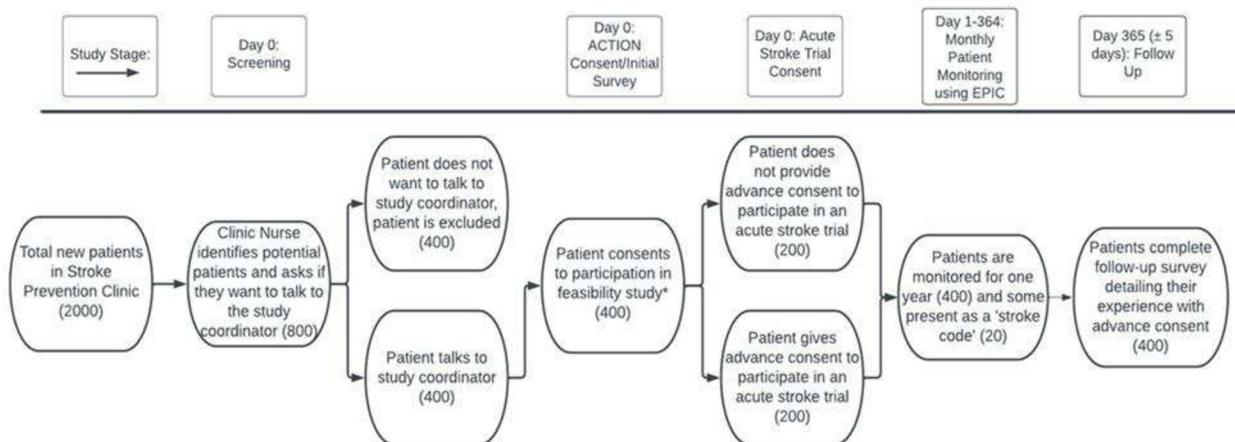 Study Stage:
Day 0:
Screening
Day 0:
ACTION
Consent/Initial
Survey
Day 0: Acute
Stroke Trial
Consent
Day 1-364:
Monthly
Patient
Monitoring
using EPIC
Day 365 (± 5
days): Follow
Up
Total new patients
in Stroke
Prevention Clinic
(2000)
Clinic Nurse
identifies potential
patients and asks if
they want to talk to
the study
coordinator (800)
Patient does not
want to talk to
study coordinator,
patient is excluded
(400)
Patient talks to
study coordinator
(400)
Patient consents
to participation in
feasibility study*
(400)
Patient does
not provide
advance consent to
participate in an
acute stroke trial
(200)
Patient gives
advance consent to
participate in an
acute stroke trial
(200)
Patients are
monitored for one
year (400) and some
present as a 'stroke
code' (20)
Patients complete
follow-up survey
detailing their
experience with
advance consent
(400)